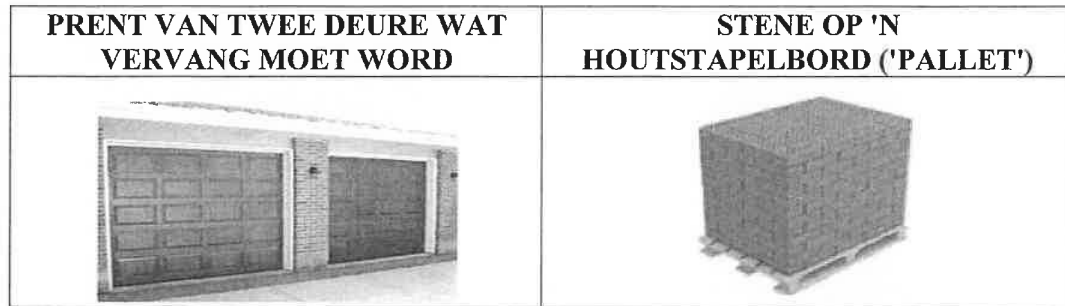 PRENT VAN TWEE DEURE WAT
VERVANG MOET WORD
STENE OP 'N
HOUTSTAPELBORD ('PALLET')